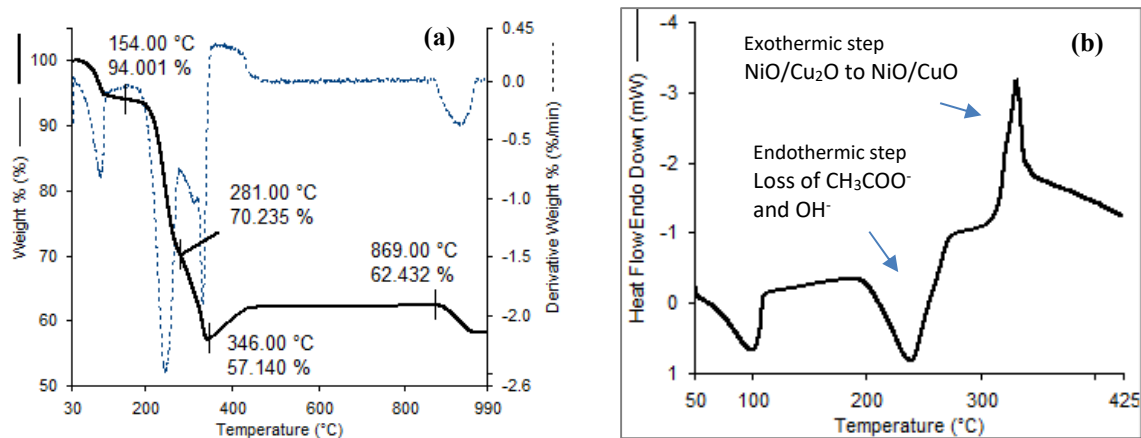 (a)
154.00 °C
94.001 %
281.00 °C
70.235 %
869.00 °C
62.432 %
346.00 °C
57.140 %
Weight (%)
100
90
80
70
60
50
30
200
400
600
800
990
Temperature (°C)
0.45
0.0
-0.5
-1.0
-1.5
-2.0
-2.6
Derivative Weight % (%/min)
(b)
Exothermic step
NiO/Cu₂O to NiO/CuO
Endothermic step
Loss of CH₃COO⁻
and OH⁻
Heat Flow Endo Down (mW)
-4
-3
-2
-1
0
1
50
100
200
300
425
Temperature (°C)